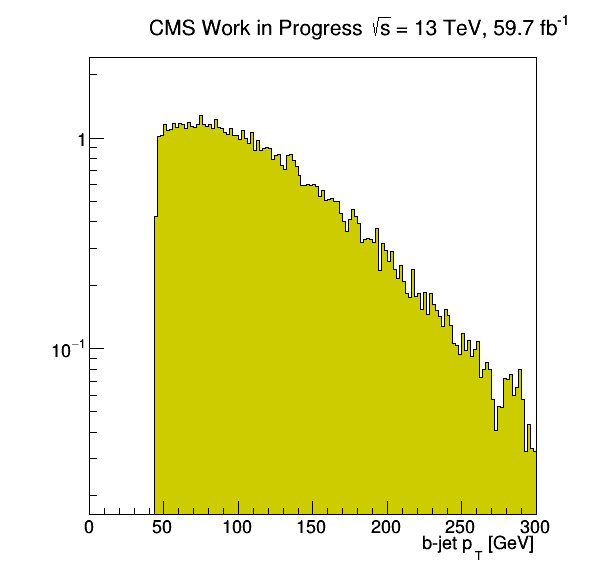 CMS Work in Progress √s = 13 TeV, 59.7 fb⁻¹
1
10⁻¹
0 50 100 150 200 250 300
b-jet p_T [GeV]